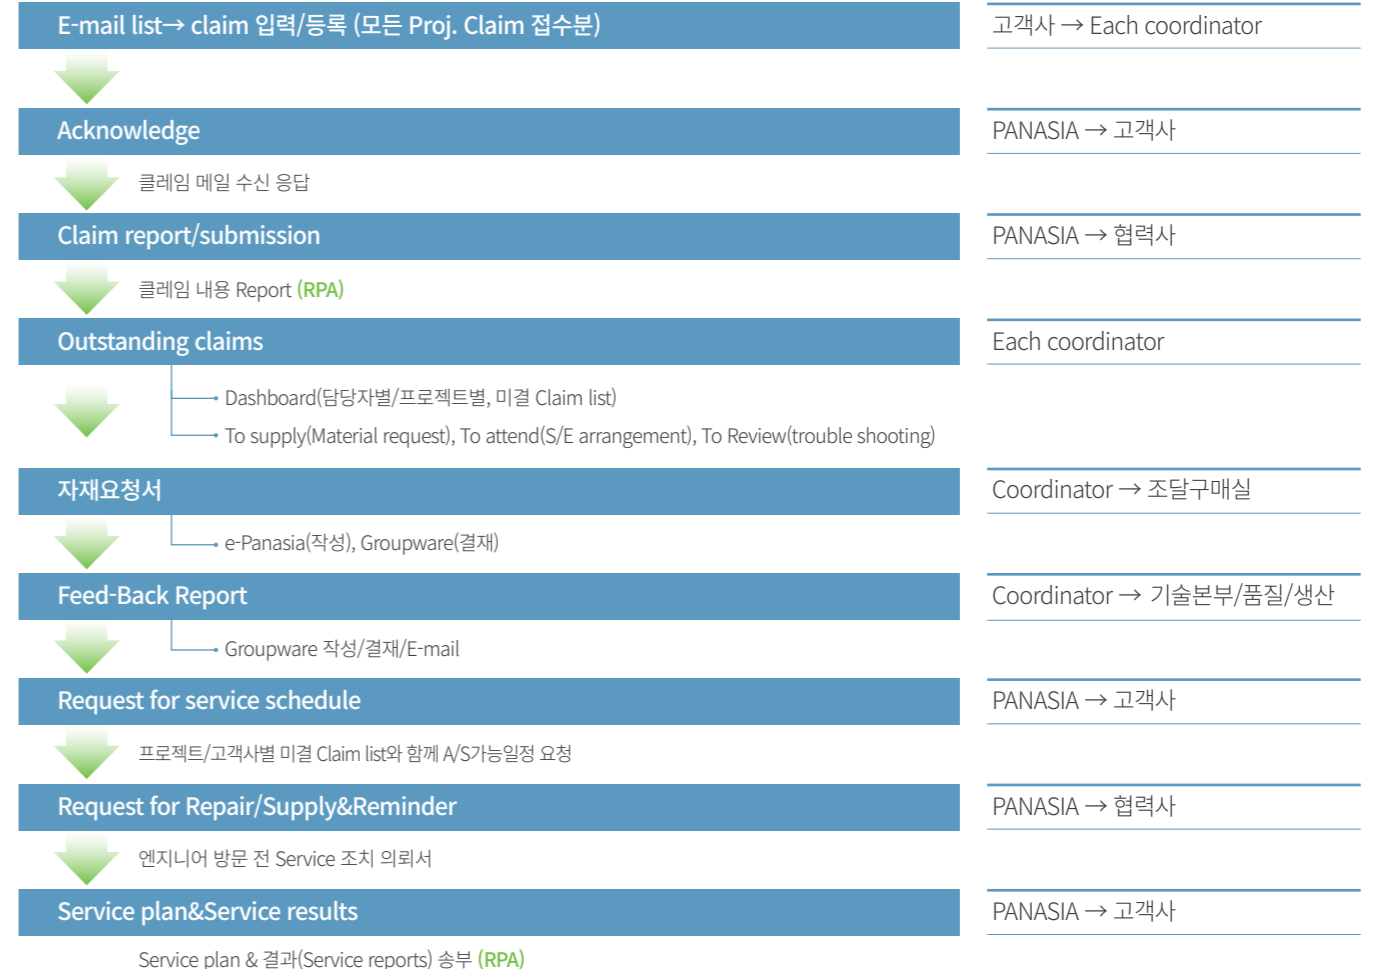 E-mail list→ claim 입력/등록 (모든 Proj. Claim 접수분)
고객사 → Each coordinator
Acknowledge
PANASIA → 고객사
클레임 메일 수신 응답
Claim report/submission
PANASIA → 협력사
클레임 내용 Report (RPA)
Outstanding claims
Each coordinator
Dashboard(담당자별/프로젝트별, 미결 Claim list)
To supply(Material request), To attend(S/E arrangement), To Review(trouble shooting)
자재요청서
Coordinator → 조달구매실
e-Panasia(작성), Groupware(결재)
Feed-Back Report
Coordinator → 기술본부/품질/생산
Groupware 작성/결재/E-mail
Request for service schedule
PANASIA → 고객사
프로젝트/고객사별 미결 Claim list와 함께 A/S가능일정 요청
Request for Repair/Supply&Reminder
PANASIA → 협력사
엔지니어 방문 전 Service 조치 의뢰서
Service plan&Service results
PANASIA → 고객사
Service plan & 결과(Service reports) 송부 (RPA)